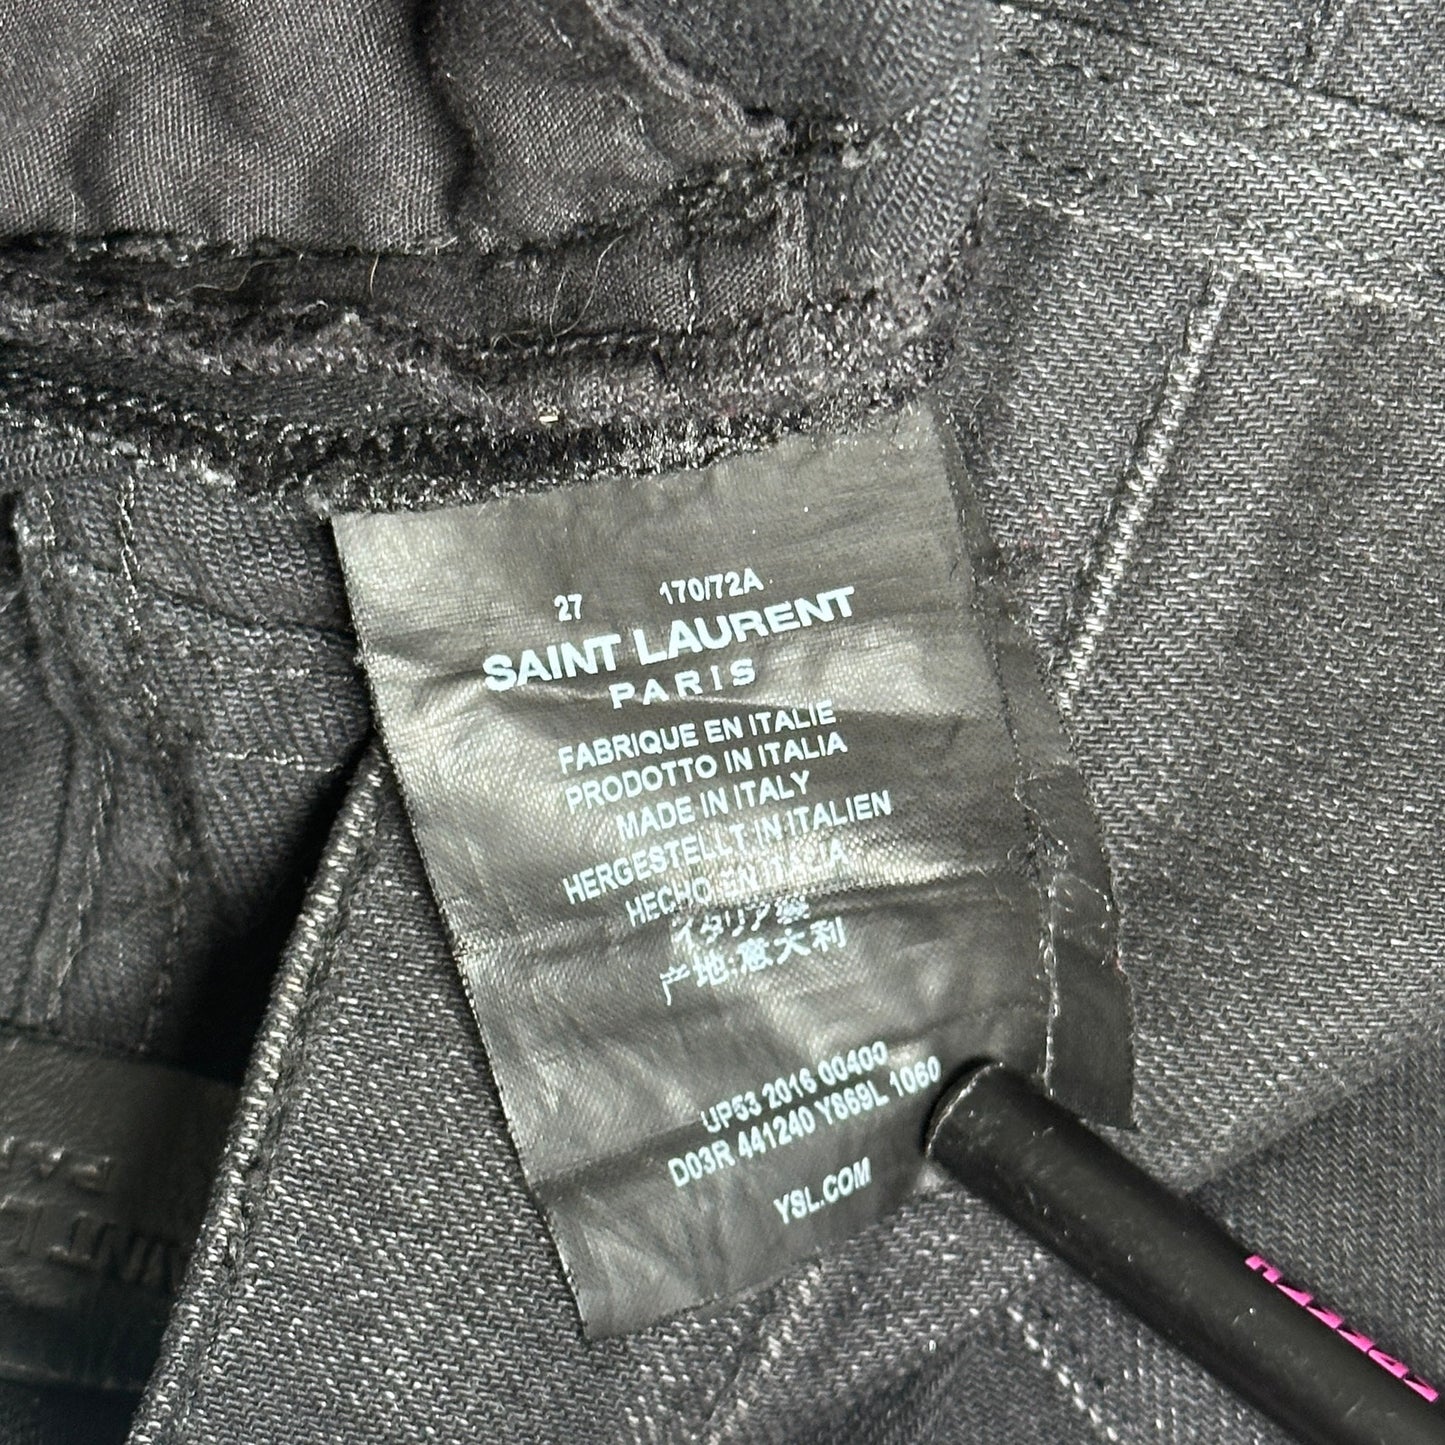 27 170/72A
SAINT LAURENT
PARIS
FABRIQUE EN ITALIE
PRODOTTO IN ITALIA
MADE IN ITALY
HERGESTELLT IN ITALIEN
HECHO EN ITALIA
イタリア製
产地:意大利
UP53 2016 00400
D03R 441240 Y869L 1060
YSL.COM